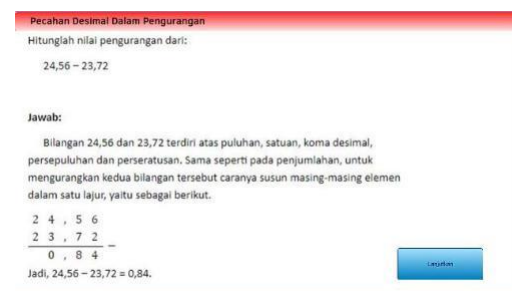 Pecahan Desimal Dalam Pengurangan
Hitunglah nilai pengurangan dari:
24,56 – 23,72
Jawab:
Bilangan 24,56 dan 23,72 terdiri atas puluhan, satuan, koma desimal,
persepuluhan dan perseratusan. Sama seperti pada penjumlahan, untuk
mengurangkan kedua bilangan tersebut caranya susun masing-masing elemen
dalam satu lajur, yaitu sebagai berikut.
2 4 , 5 6
2 3 , 7 2 –
0 , 8 4
Jadi, 24,56 – 23,72 = 0,84.
Lanjutkan